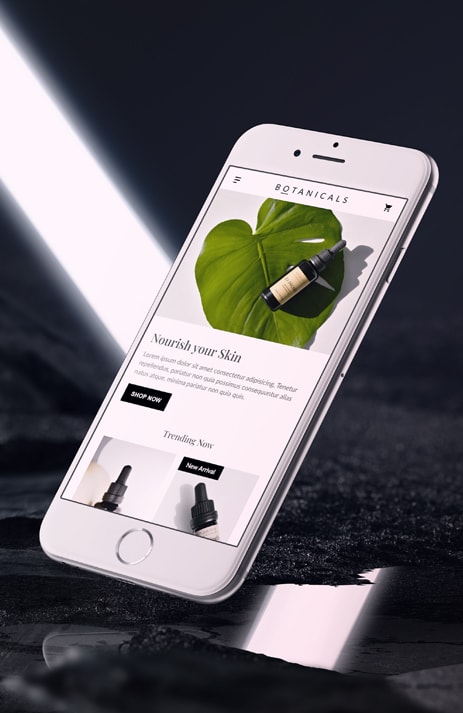 BOTANICALS
Nourish your Skin
Lorem ipsum dolor sit amet consectetur adipisicing. Tenetur
repellendus, pariatur non quia possimus consequuntur alias
natus atque, minima pariatur non quis quis.
SHOP NOW
Trending Now
New Arrival